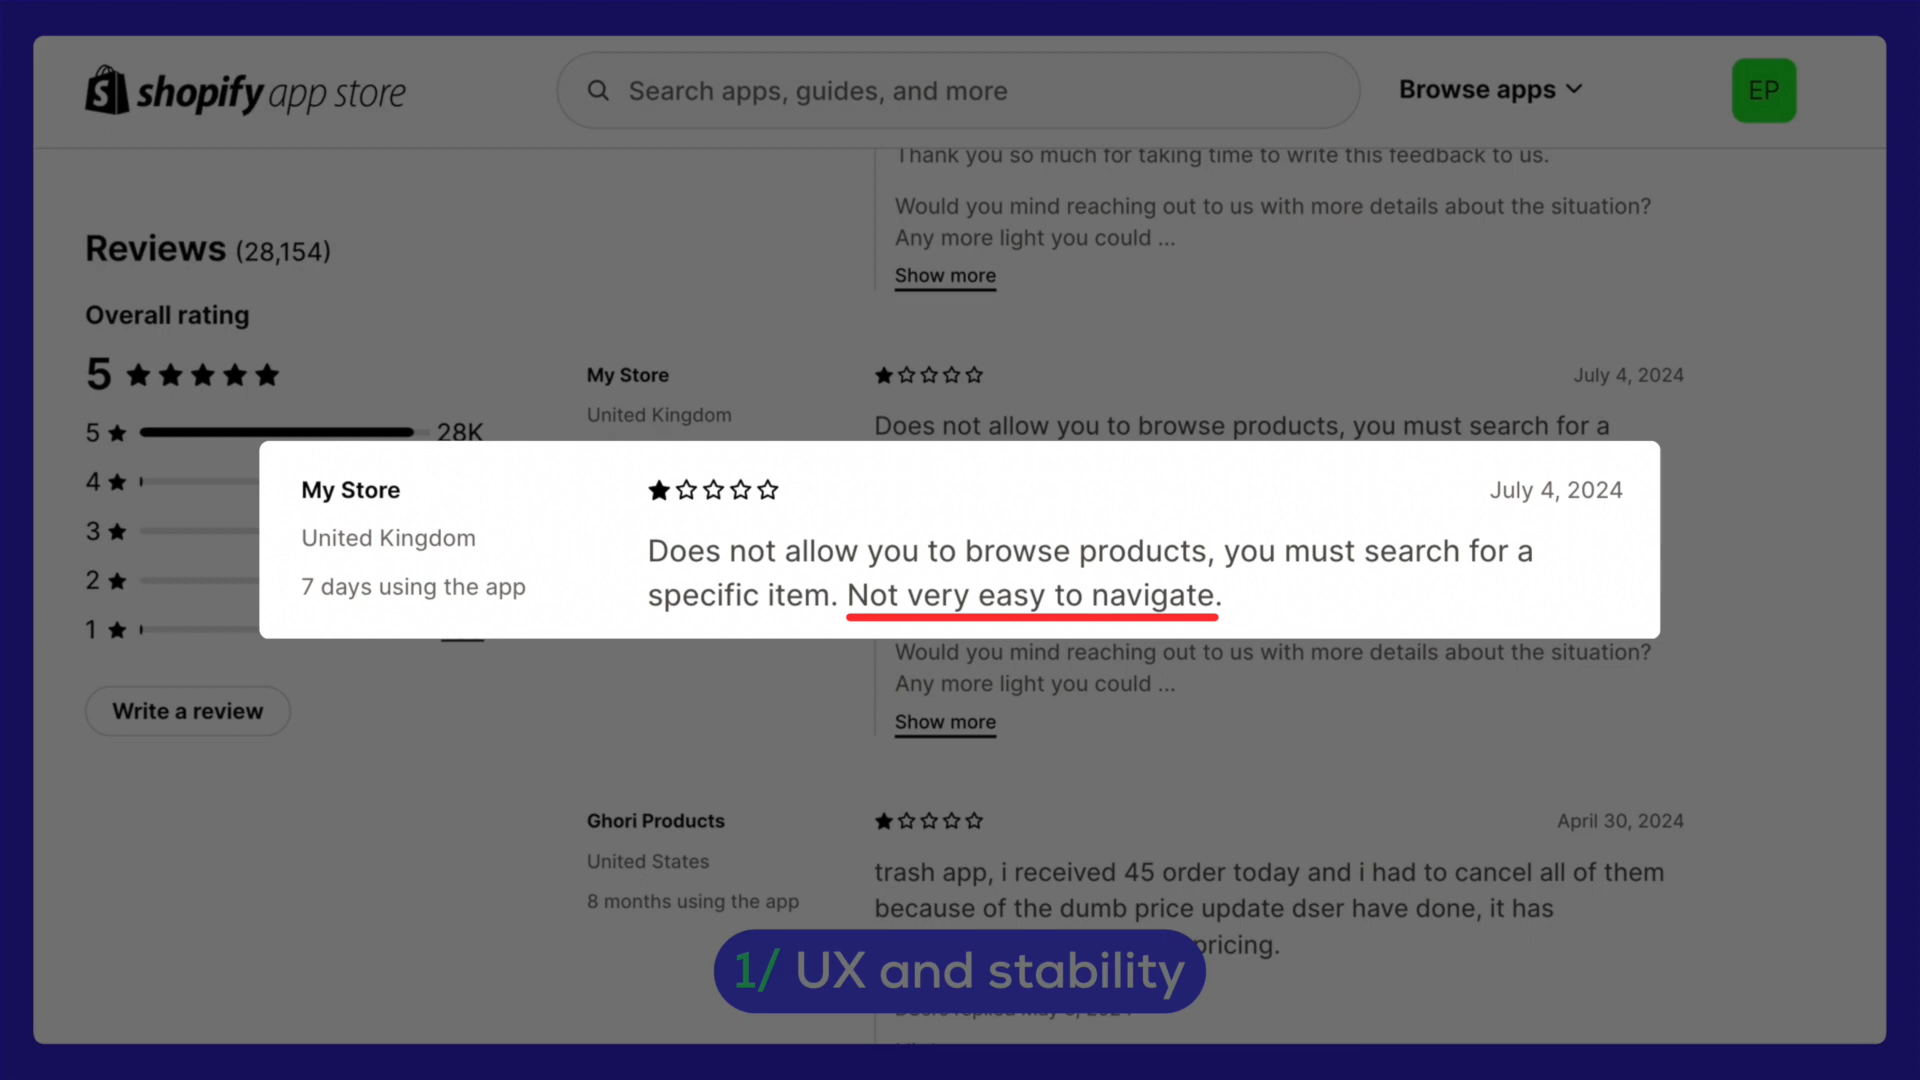 shopify app store
Search apps, guides, and more
Browse apps
EP
Thank you so much for taking time to write this feedback to us.
Would you mind reaching out to us with more details about the situation?
Any more light you could ...
Show more
Reviews (28,154)
Overall rating
5
5 28K
4
3
2
1
Write a review
My Store
United Kingdom
July 4, 2024
Does not allow you to browse products, you must search for a
My Store
United Kingdom
7 days using the app
July 4, 2024
Does not allow you to browse products, you must search for a
specific item. Not very easy to navigate.
Would you mind reaching out to us with more details about the situation?
Any more light you could ...
Show more
Ghori Products
United States
8 months using the app
April 30, 2024
trash app, i received 45 order today and i had to cancel all of them
because of the dumb price update dser have done, it has
pricing.
1/ UX and stability